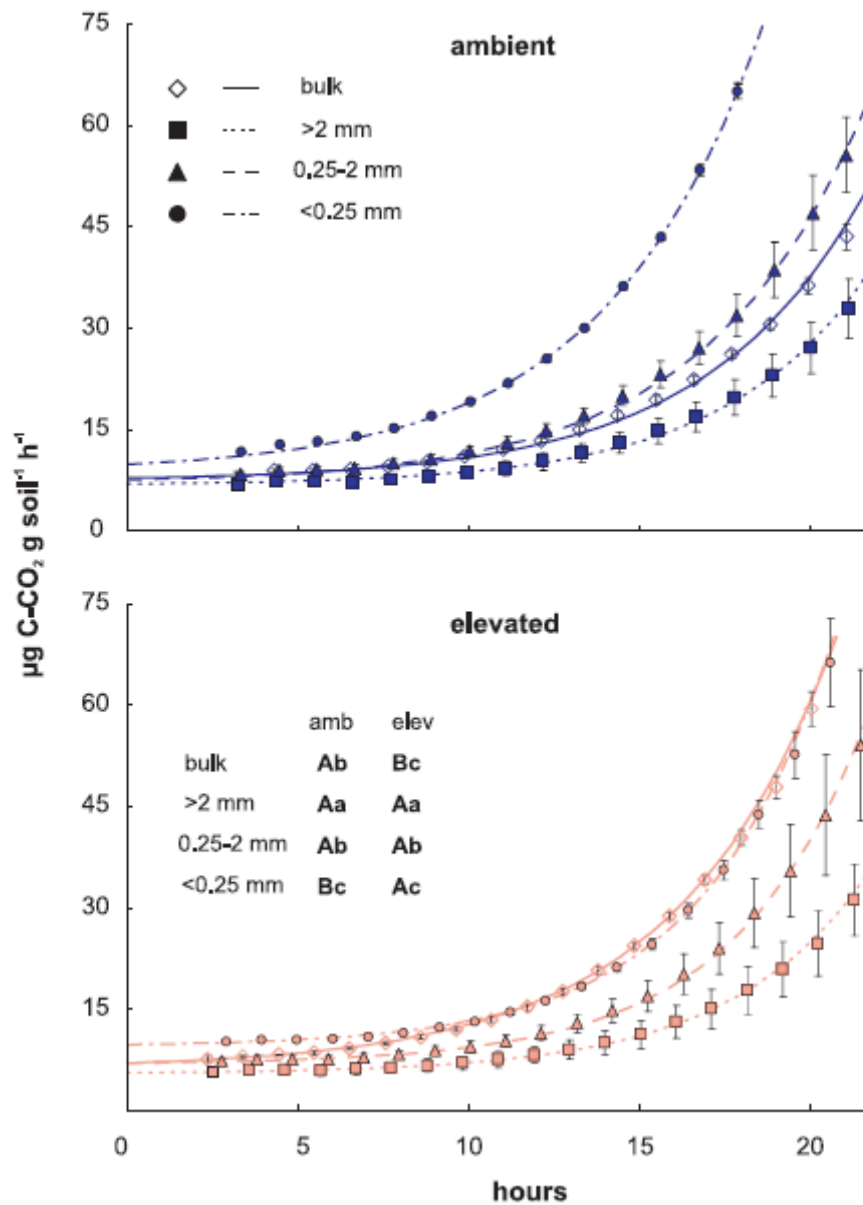 75
ambient
bulk
>2 mm
60
0,25-2 mm
<0.25 mm
45
30
15
0
µg C-CO₂ g soil⁻¹ h⁻¹
75
elevated
60
amb elev
bulk Ab Bc
>2 mm Aa Aa
45
0.25-2 mm Ab Ab
<0.25 mm Bc Ac
30
15
0 5 10 15 20
hours